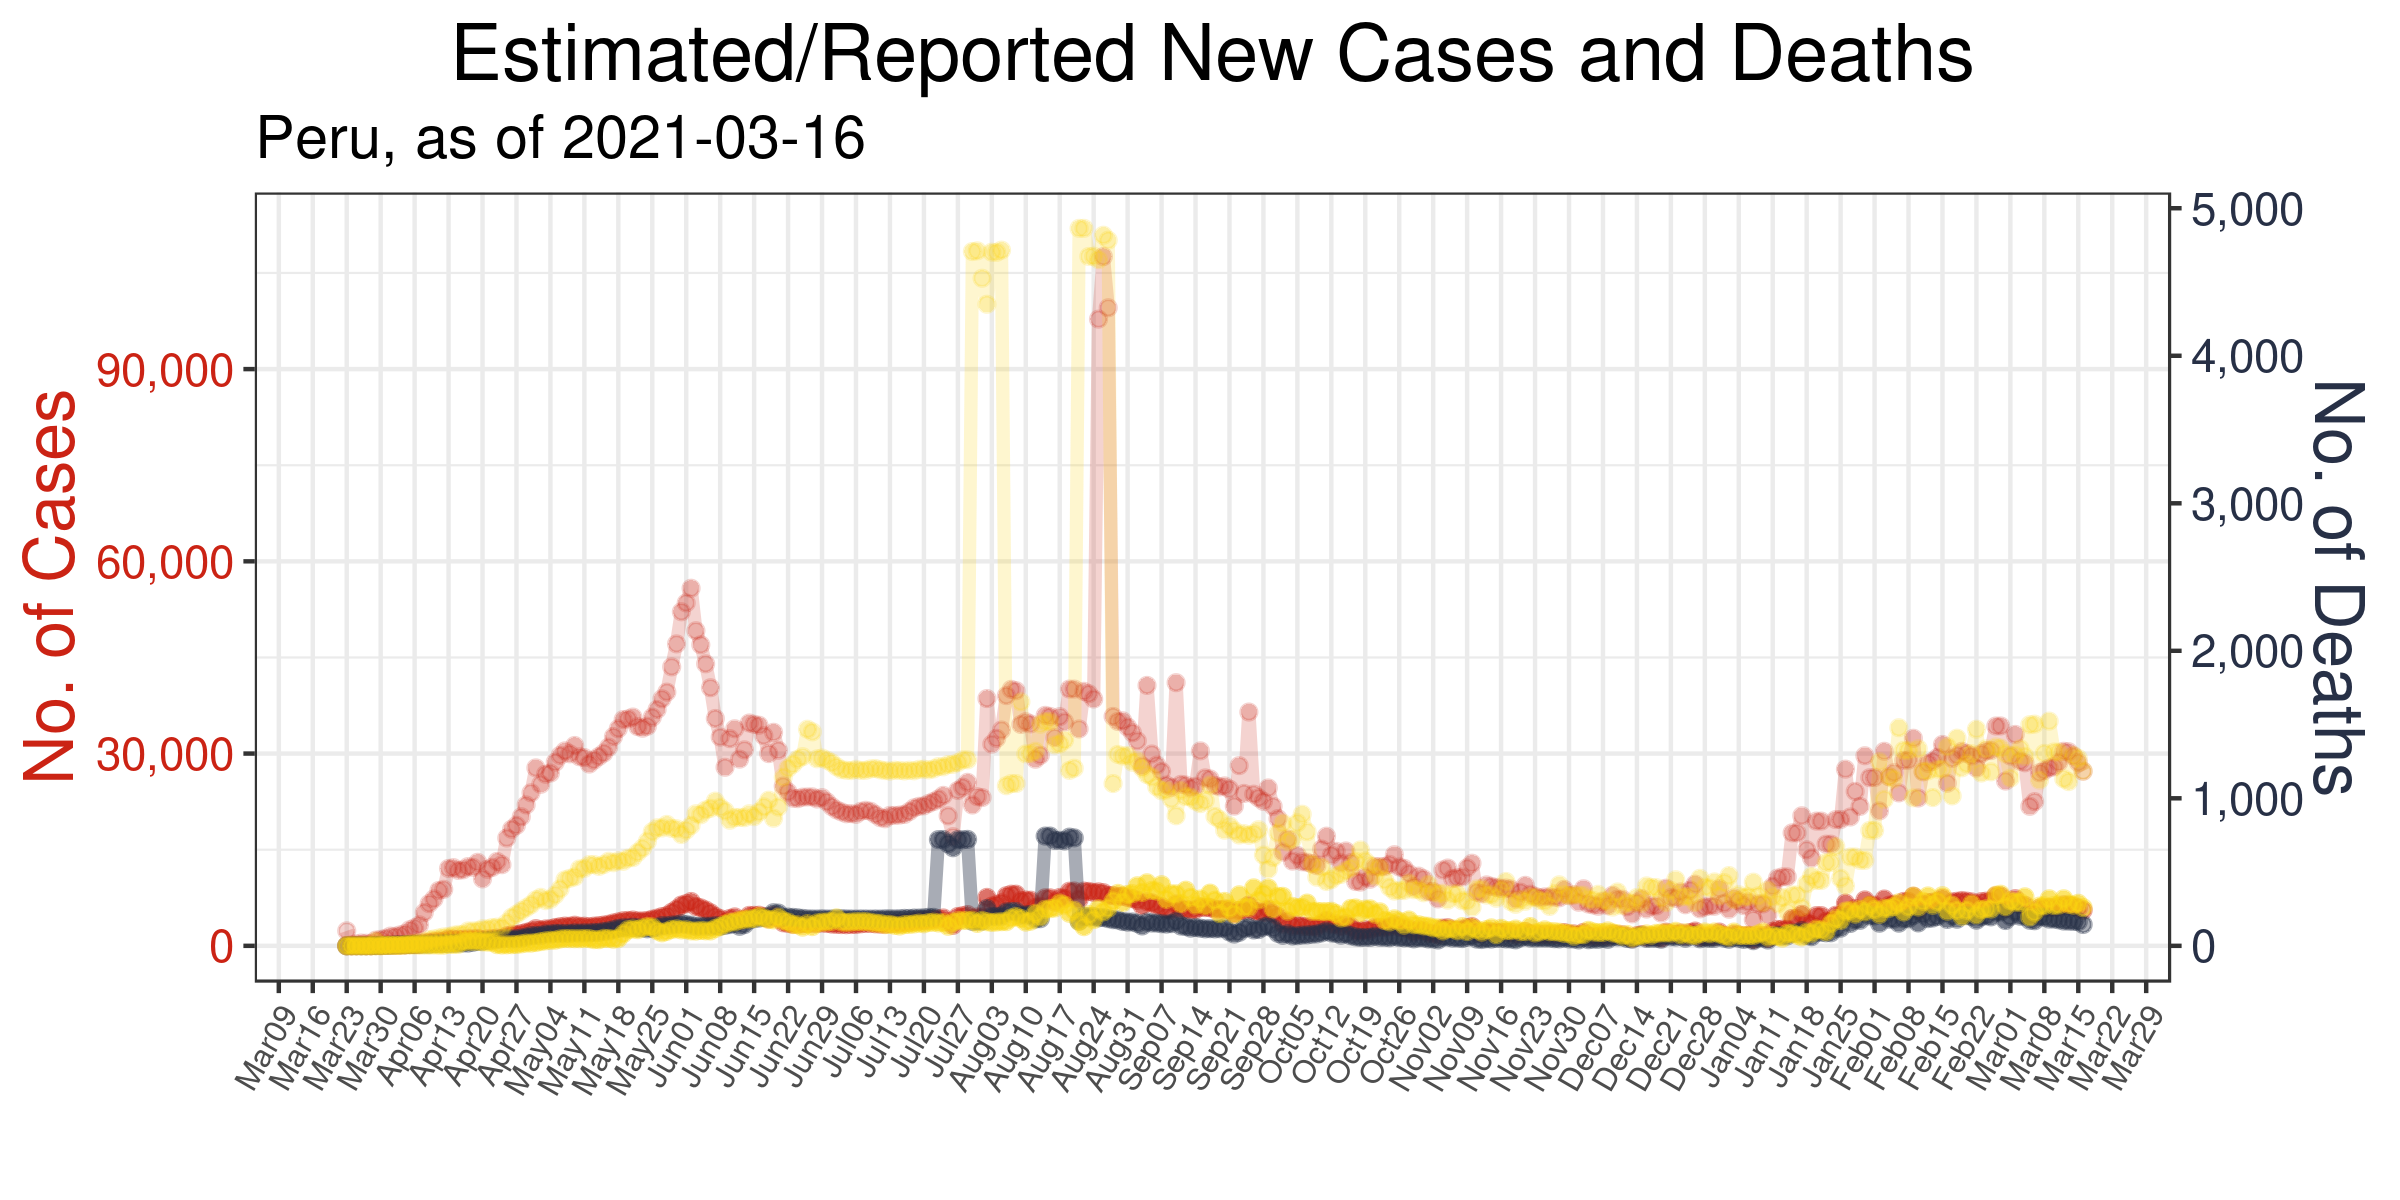 Estimated/Reported New Cases and Deaths
Peru, as of 2021-03-16
No. of Cases
90,000
60,000
30,000
0
5,000
4,000
3,000
2,000
1,000
0
No. of Deaths
Mar09 Mar16 Mar23 Mar30 Apr06 Apr13 Apr20 Apr27 May04 May11 May18 May25 Jun01 Jun08 Jun15 Jun22 Jun29 Jul06 Jul13 Jul20 Jul27 Aug03 Aug10 Aug17 Aug24 Aug31 Sep07 Sep14 Sep21 Sep28 Oct05 Oct12 Oct19 Oct26 Nov02 Nov09 Nov16 Nov23 Nov30 Dec07 Dec14 Dec21 Dec28 Jan04 Jan11 Jan18 Jan25 Feb01 Feb08 Feb15 Feb22 Mar01 Mar08 Mar15 Mar22 Mar29